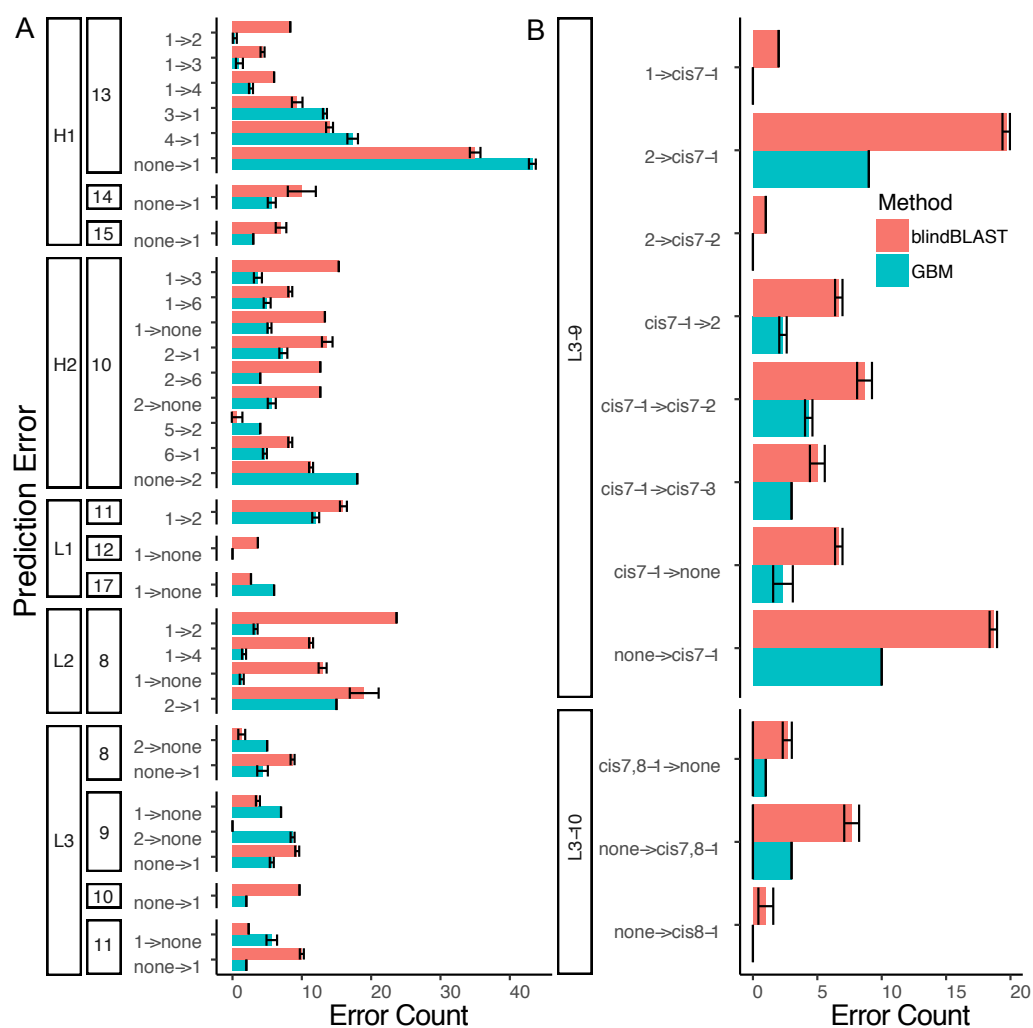 A
B
Prediction Error
H1
13
1->2
1->3
1->4
3->1
4->1
none->1
14
none->1
15
none->1
H2
10
1->3
1->6
1->none
2->1
2->6
2->none
5->2
6->1
none->2
L1
11
1->2
12
1->none
17
1->none
L2
8
1->2
1->4
1->none
2->1
L3
8
2->none
none->1
9
1->none
2->none
none->1
10
none->1
11
1->none
none->1
0 10 20 30 40
Error Count
L3-9
1->cis7-1
2->cis7-1
2->cis7-2
cis7-1->2
cis7-1->cis7-2
cis7-1->cis7-3
cis7-1->none
none->cis7-1
Method
blindBLAST
GBM
L3-10
cis7,8-1->none
none->cis7,8-1
none->cis8-1
0 5 10 15 20
Error Count